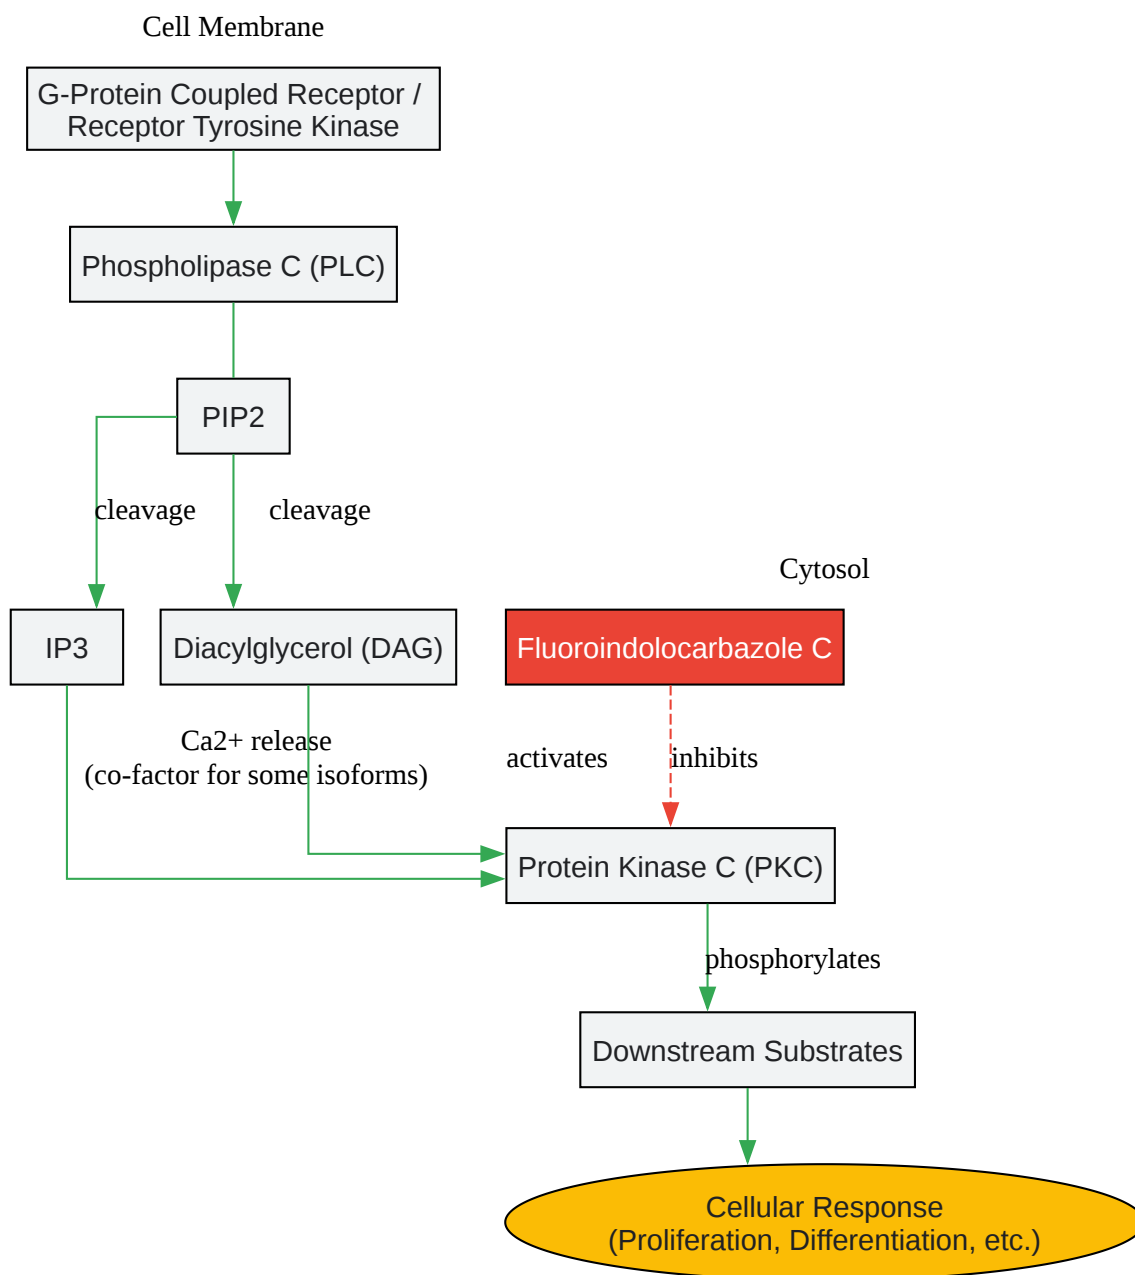 Cell Membrane
G-Protein Coupled Receptor /
Receptor Tyrosine Kinase
Phospholipase C (PLC)
PIP2
cleavage
cleavage
Cytosol
IP3
Diacylglycerol (DAG)
Fluoroindolocarbazole C
Ca2+ release
(co-factor for some isoforms)
activates
inhibits
Protein Kinase C (PKC)
phosphorylates
Downstream Substrates
Cellular Response
(Proliferation, Differentiation, etc.)